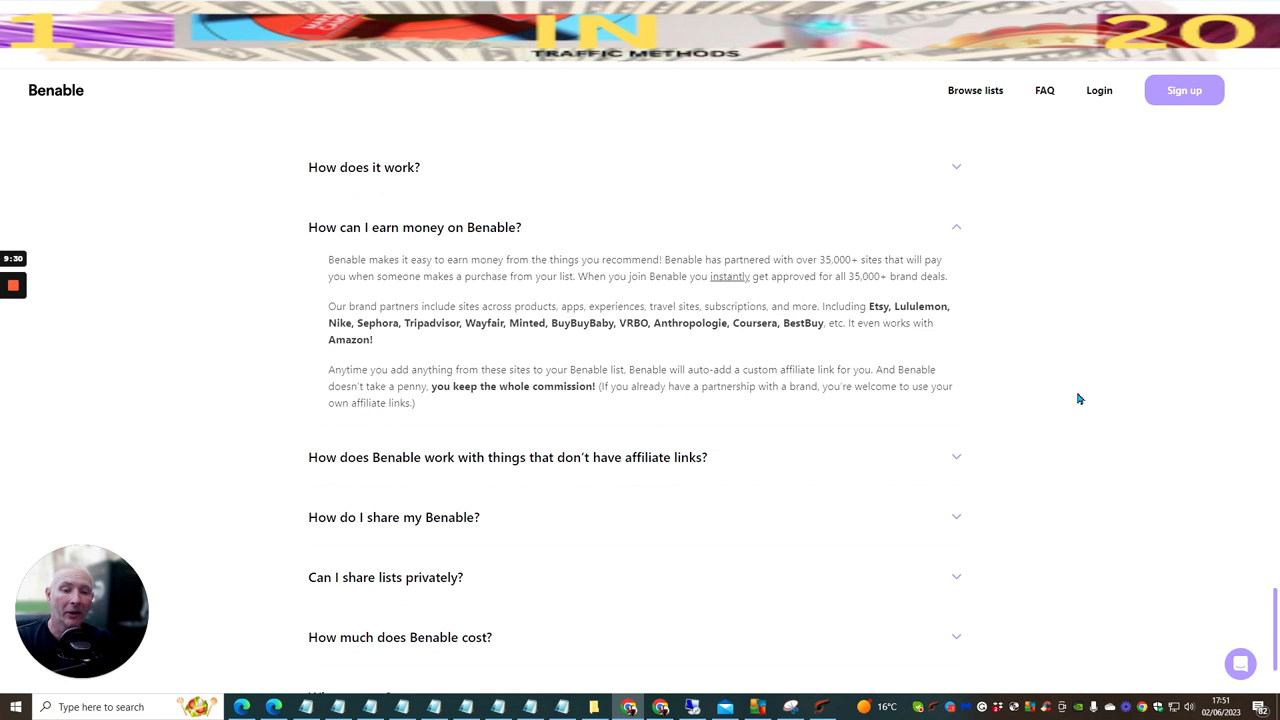 1 IN 20
TRAFFIC METHODS
Benable
Browse lists
FAQ
Login
Sign up
How does it work?
9:30
How can I earn money on Benable?
Benable makes it easy to earn money from the things you recommend! Benable has partnered with over 35,000+ sites that will pay
you when someone makes a purchase from your list. When you join Benable you instantly get approved for all 35,000+ brand deals.
Our brand partners include sites across products, apps, experiences, travel sites, subscriptions, and more. Including Etsy, Lululemon,
Nike, Sephora, Tripadvisor, Wayfair, Minted, BuyBuyBaby, VRBO, Anthropologie, Coursera, BestBuy, etc. It even works with
Amazon!
Anytime you add anything from these sites to your Benable list, Benable will auto-add a custom affiliate link for you. And Benable
doesn't take a penny, you keep the whole commission! (If you already have a partnership with a brand, you're welcome to use your
own affiliate links.)
How does Benable work with things that don't have affiliate links?
How do I share my Benable?
Can I share lists privately?
How much does Benable cost?
Type here to search
16°C
17:51
02/06/2023